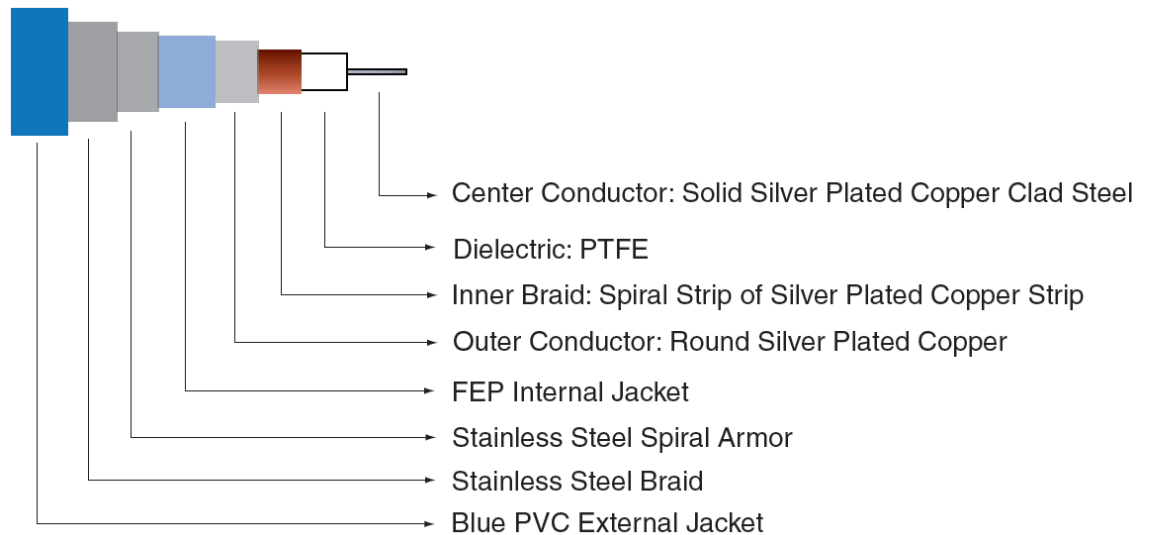 Center Conductor: Solid Silver Plated Copper Clad Steel
Dielectric: PTFE
Inner Braid: Spiral Strip of Silver Plated Copper Strip
Outer Conductor: Round Silver Plated Copper
FEP Internal Jacket
Stainless Steel Spiral Armor
Stainless Steel Braid
Blue PVC External Jacket